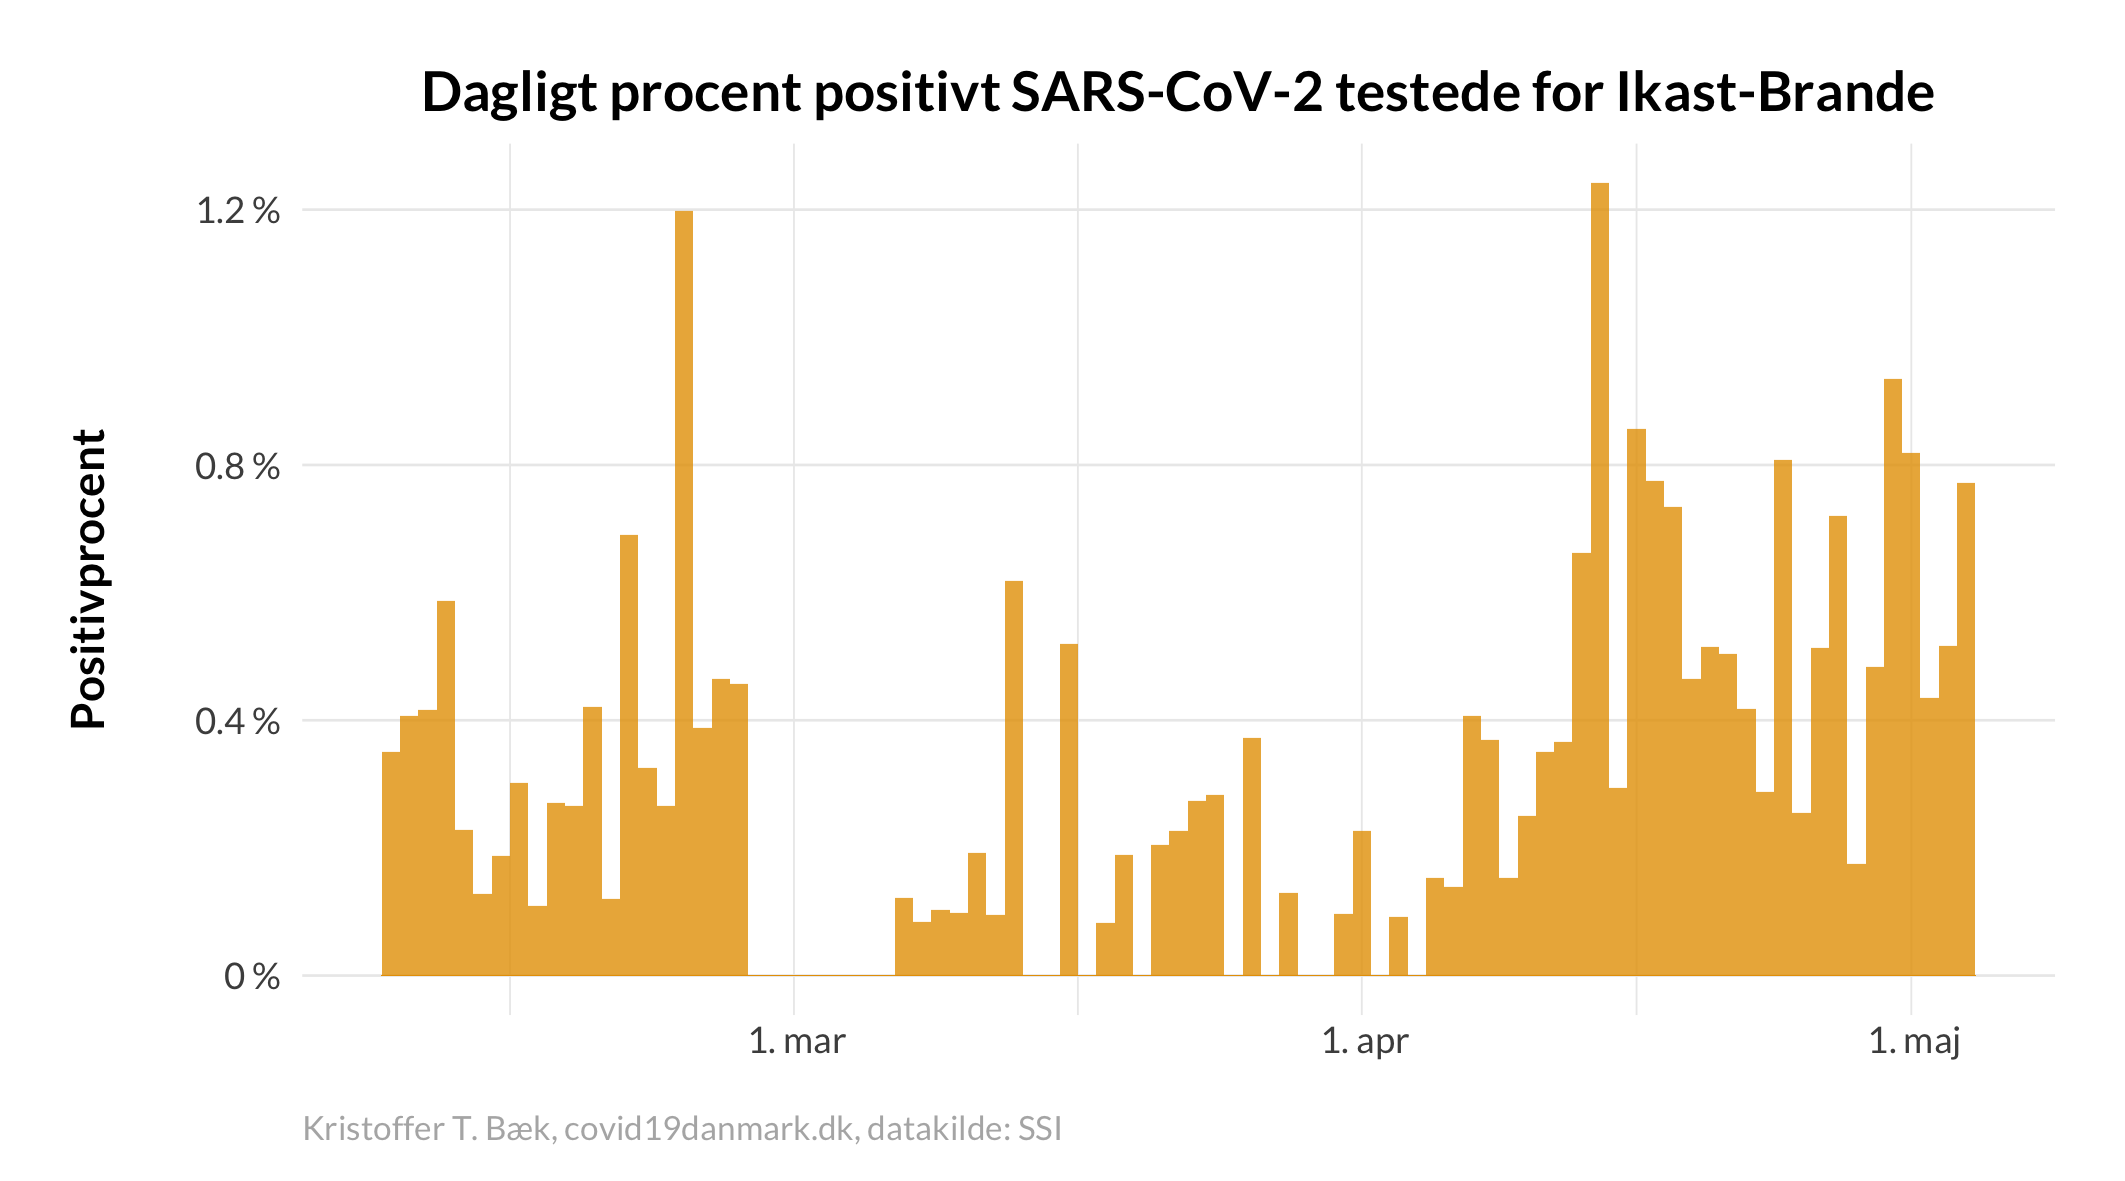 Dagligt procent positivt SARS-CoV-2 testede for Ikast-Brande
Positivprocent
1.2 %
0.8 %
0.4 %
0 %
1. mar
1. apr
1. maj
Kristoffer T. Bæk, covid19danmark.dk, datakilde: SSI